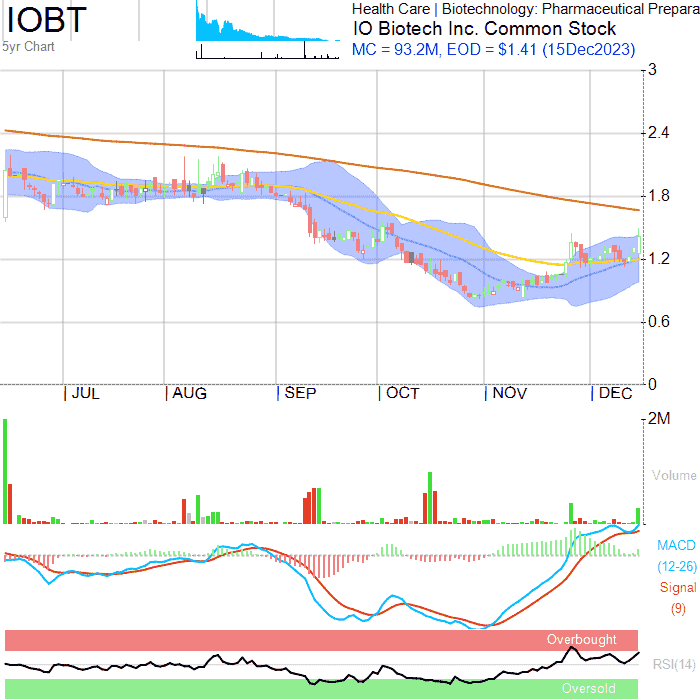 IOBT
5yr Chart
Health Care | Biotechnology: Pharmaceutical Prepara
IO Biotech Inc. Common Stock
MC = 93.2M, EOD = $1.41 (15Dec2023)
3
2.4
1.8
1.2
0.6
0
JUL AUG SEP OCT NOV DEC
2M
Volume
MACD
(12-26)
Signal
(9)
Overbought
RSI(14)
Oversold